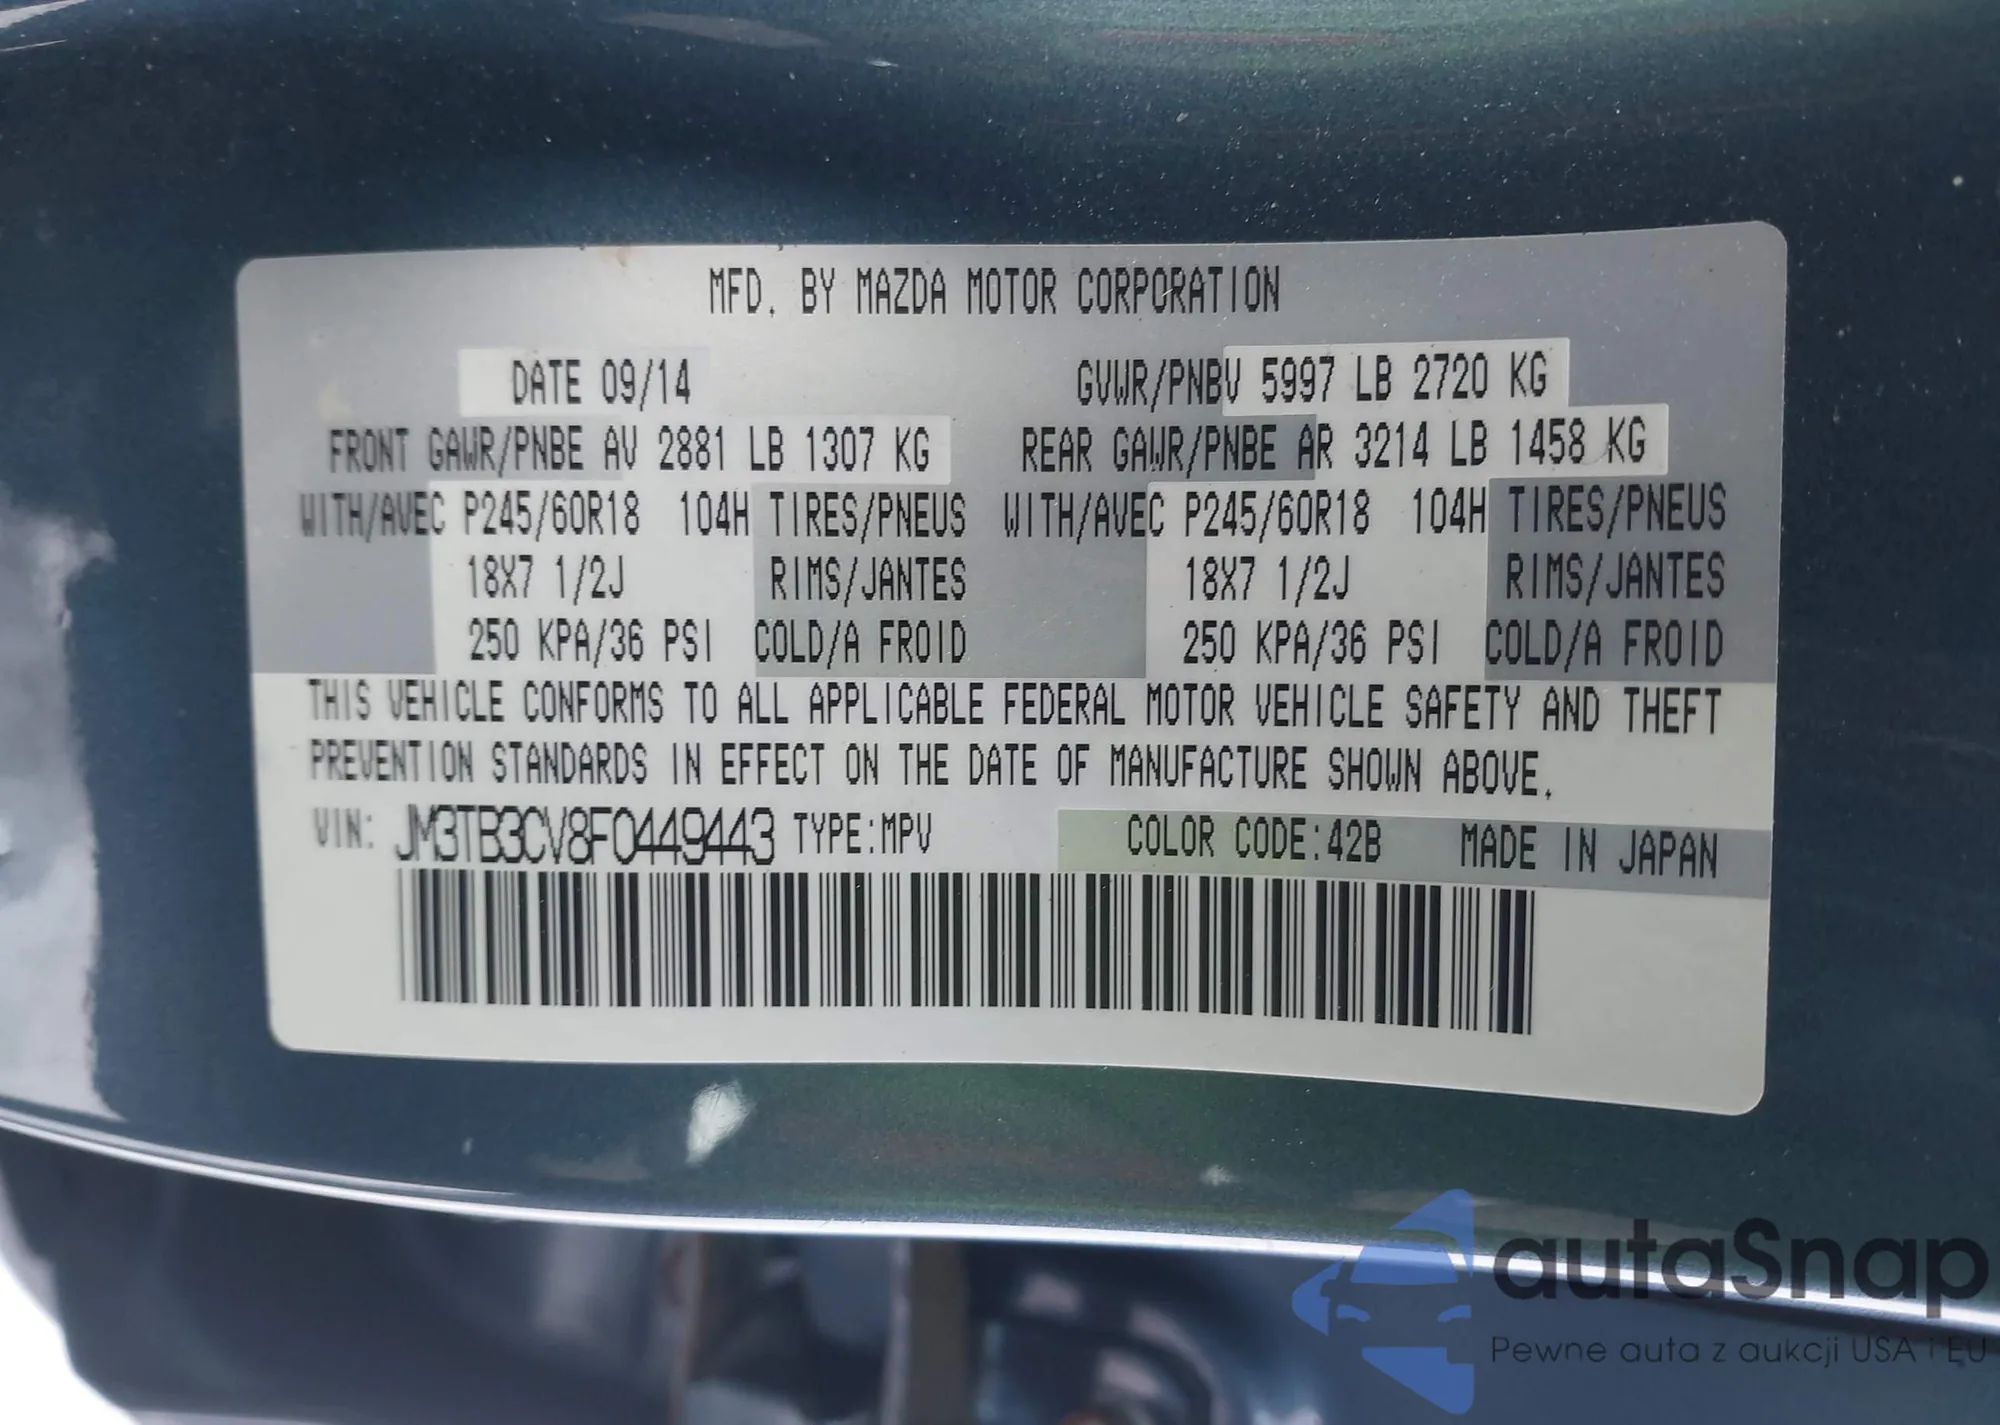 MFD. BY MAZDA MOTOR CORPORATION
DATE 09/14 GVWR/PNBV 5997 LB 2720 KG
FRONT GAWR/PNBE AV 2881 LB 1307 KG REAR GAWR/PNBE AR 3214 LB 1458 KG
WITH/AVEC P245/60R18 104H TIRES/PNEUS WITH/AVEC P245/60R18 104H TIRES/PNEUS
18X7 1/2J RIMS/JANTES 18X7 1/2J RIMS/JANTES
250 KPA/36 PSI COLD/A FROID 250 KPA/36 PSI COLD/A FROID
THIS VEHICLE CONFORMS TO ALL APPLICABLE FEDERAL MOTOR VEHICLE SAFETY AND THEFT
PREVENTION STANDARDS IN EFFECT ON THE DATE OF MANUFACTURE SHOWN ABOVE.
VIN: JM3TB3CV8F0449443 TYPE:MPV COLOR CODE:42B MADE IN JAPAN
autaSnap
Pewne auta z aukcji USA i EU